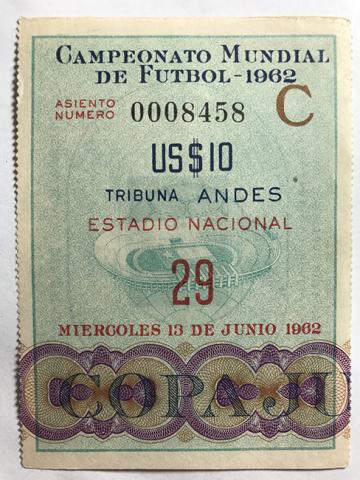 CAMPEONATO MUNDIAL
DE FUTBOL-1962
ASIENTO
NUMERO 0008458 C
US$10
TRIBUNA ANDES
ESTADIO NACIONAL
29
MIERCOLES 13 DE JUNIO 1962
COPA JU